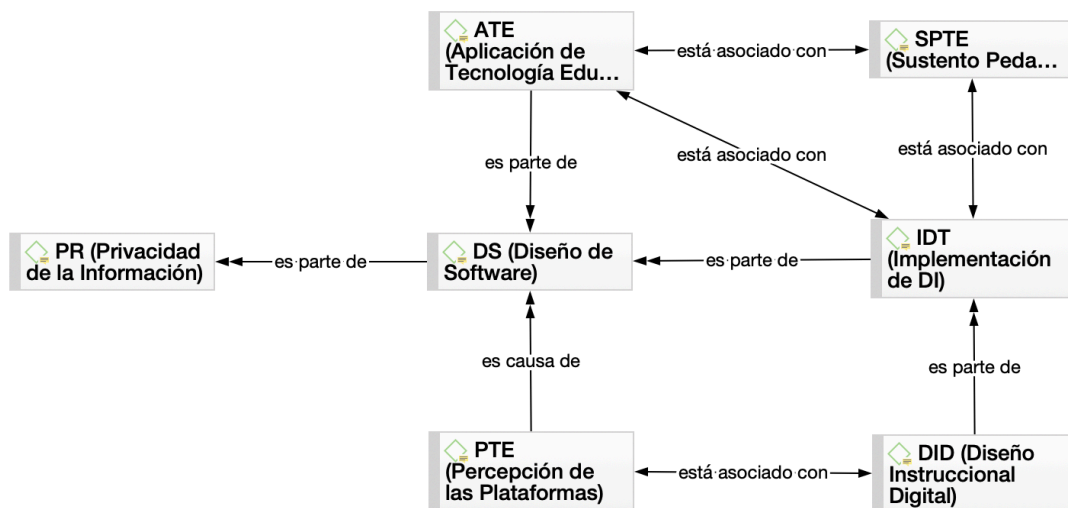 ATE
(Aplicación de
Tecnología Edu...
está asociado con
SPTE
(Sustento Peda...
es parte de
está asociado con
está asociado con
PR (Privacidad
de la Información)
es parte de
DS (Diseño de
Software)
es parte de
IDT
(Implementación
de DI)
es causa de
es parte de
PTE
(Percepción de
las Plataformas)
está asociado con
DID (Diseño
Instruccional
Digital)